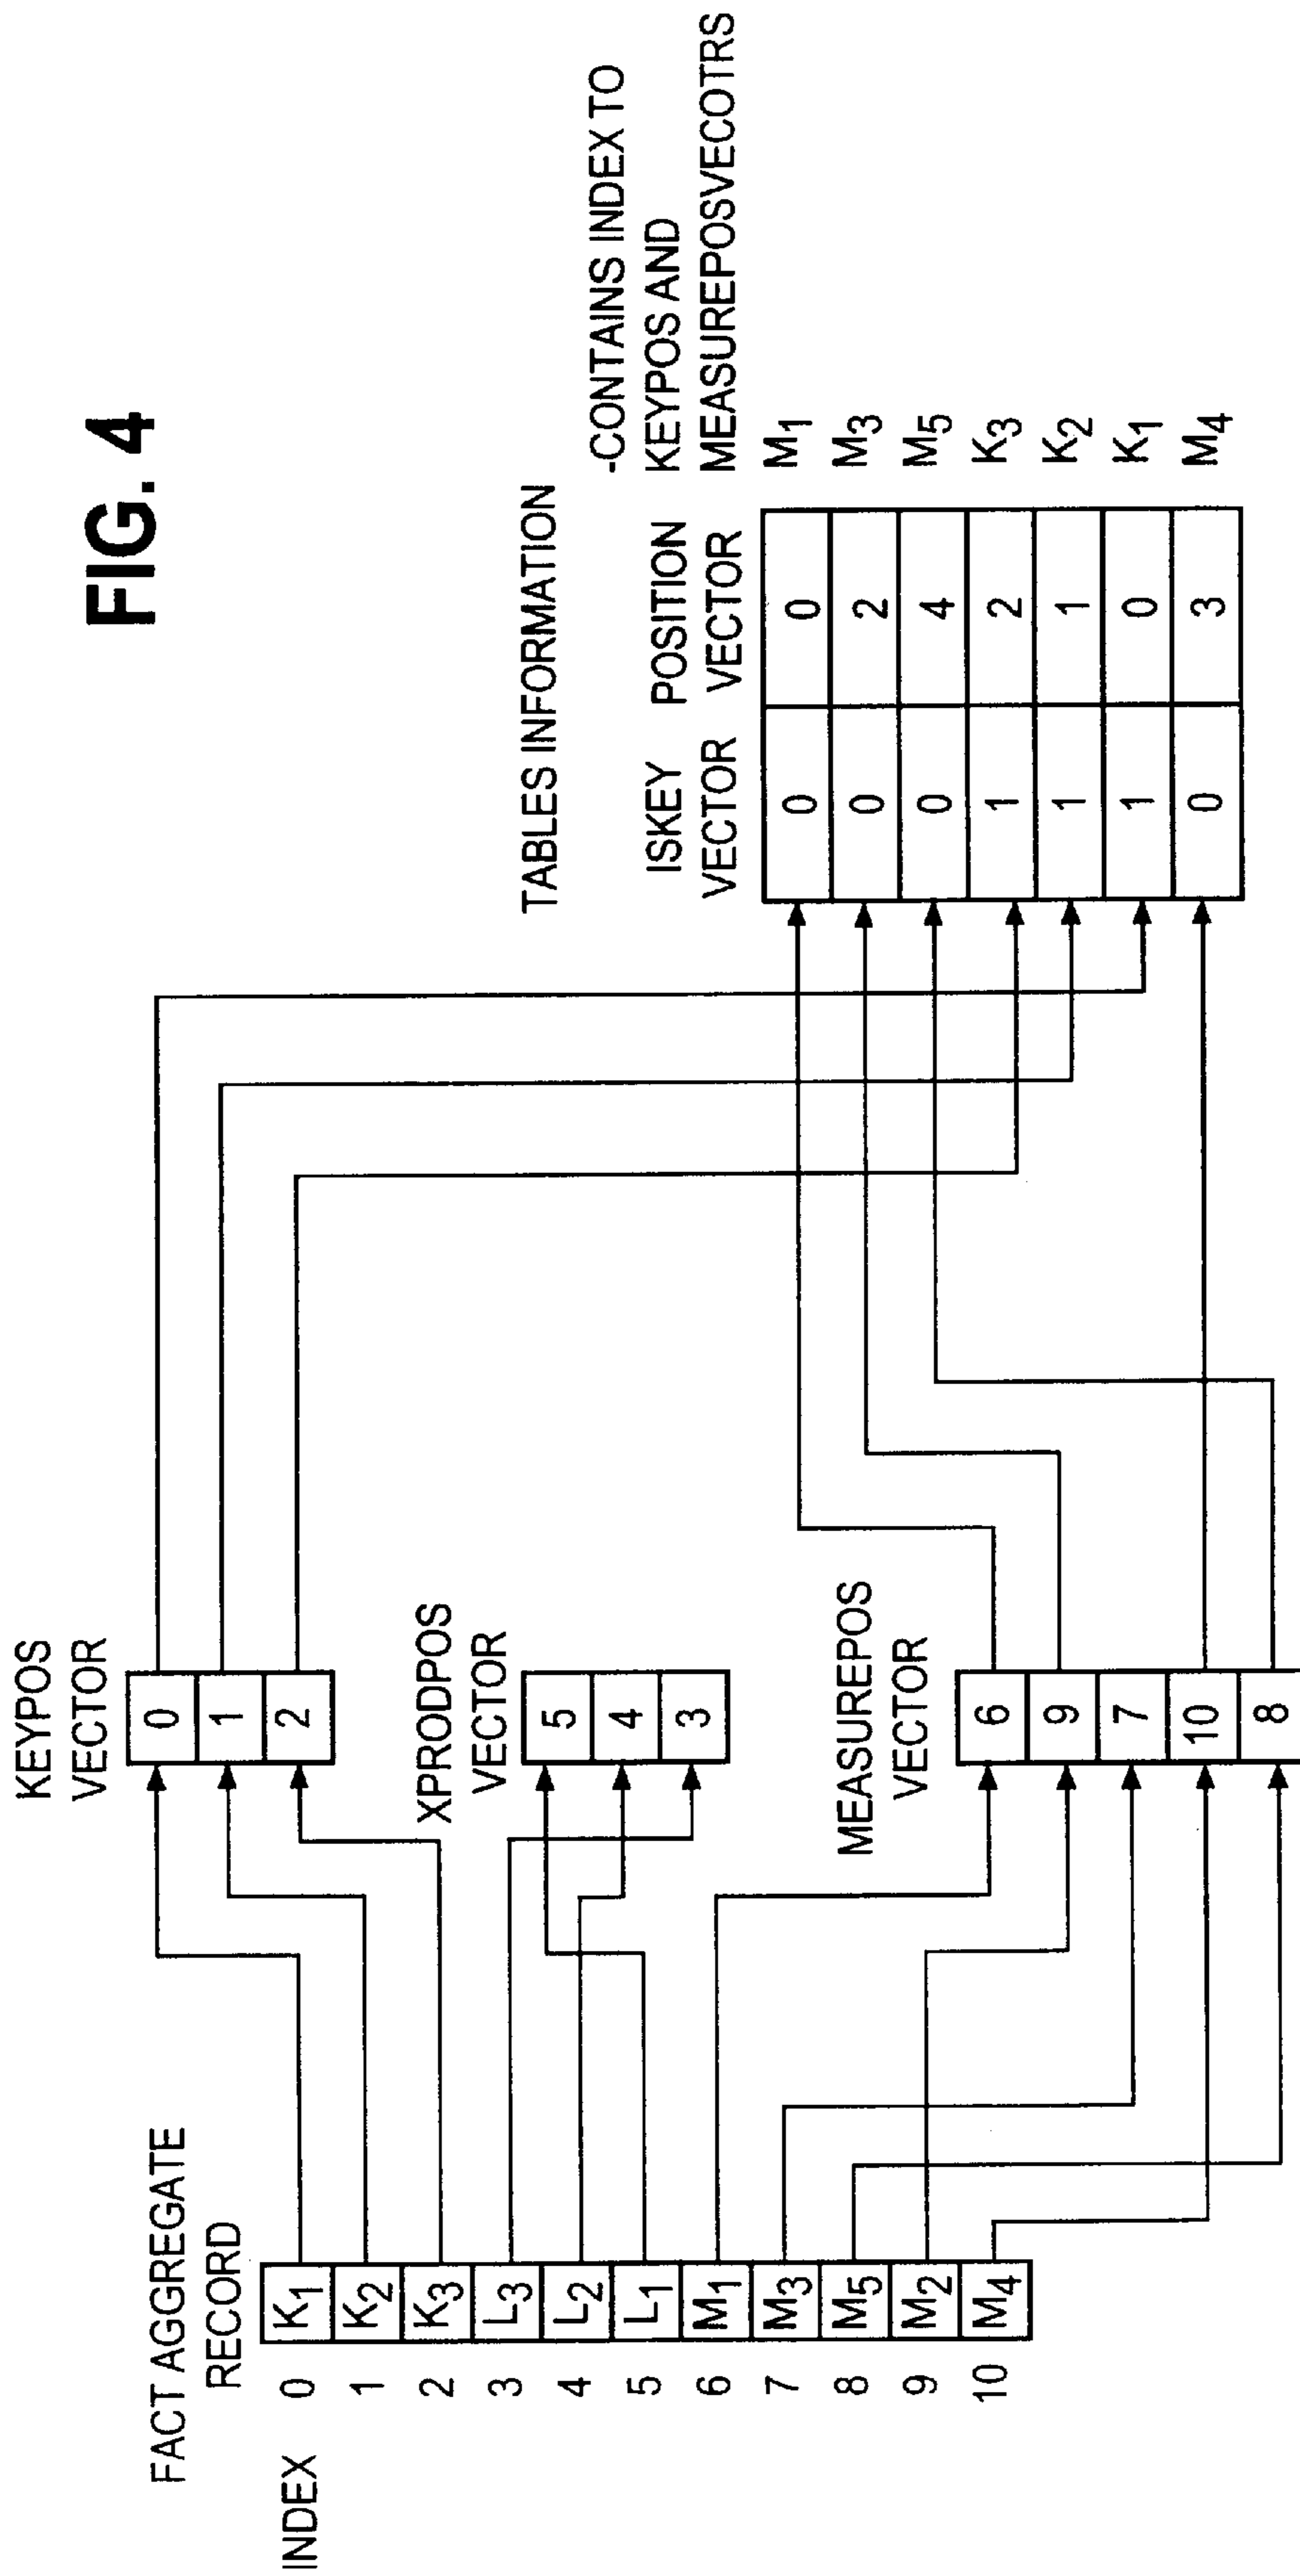 FIG. 4
FACT AGGREGATE
RECORD
INDEX
0 K1
1 K2
2 K3
3 L3
4 L2
5 L1
6 M1
7 M3
8 M5
9 M2
10 M4
KEYPOS
VECTOR
0
1
2
XPRODPOS
VECTOR
5
4
3
MEASUREPOS
VECTOR
6
9
7
10
8
TABLES INFORMATION
ISKEY POSITION
VECTOR VECTOR
-CONTAINS INDEX TO
KEYPOS AND
MEASUREPOSVECOTRS
0 0 M1
0 2 M3
0 4 M5
1 2 K3
1 1 K2
1 0 K1
0 3 M4